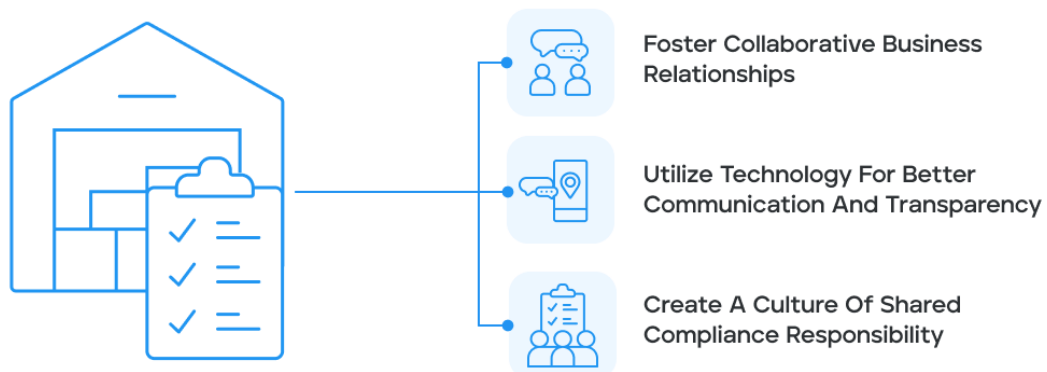 Foster Collaborative Business
Relationships
Utilize Technology For Better
Communication And Transparency
Create A Culture Of Shared
Compliance Responsibility